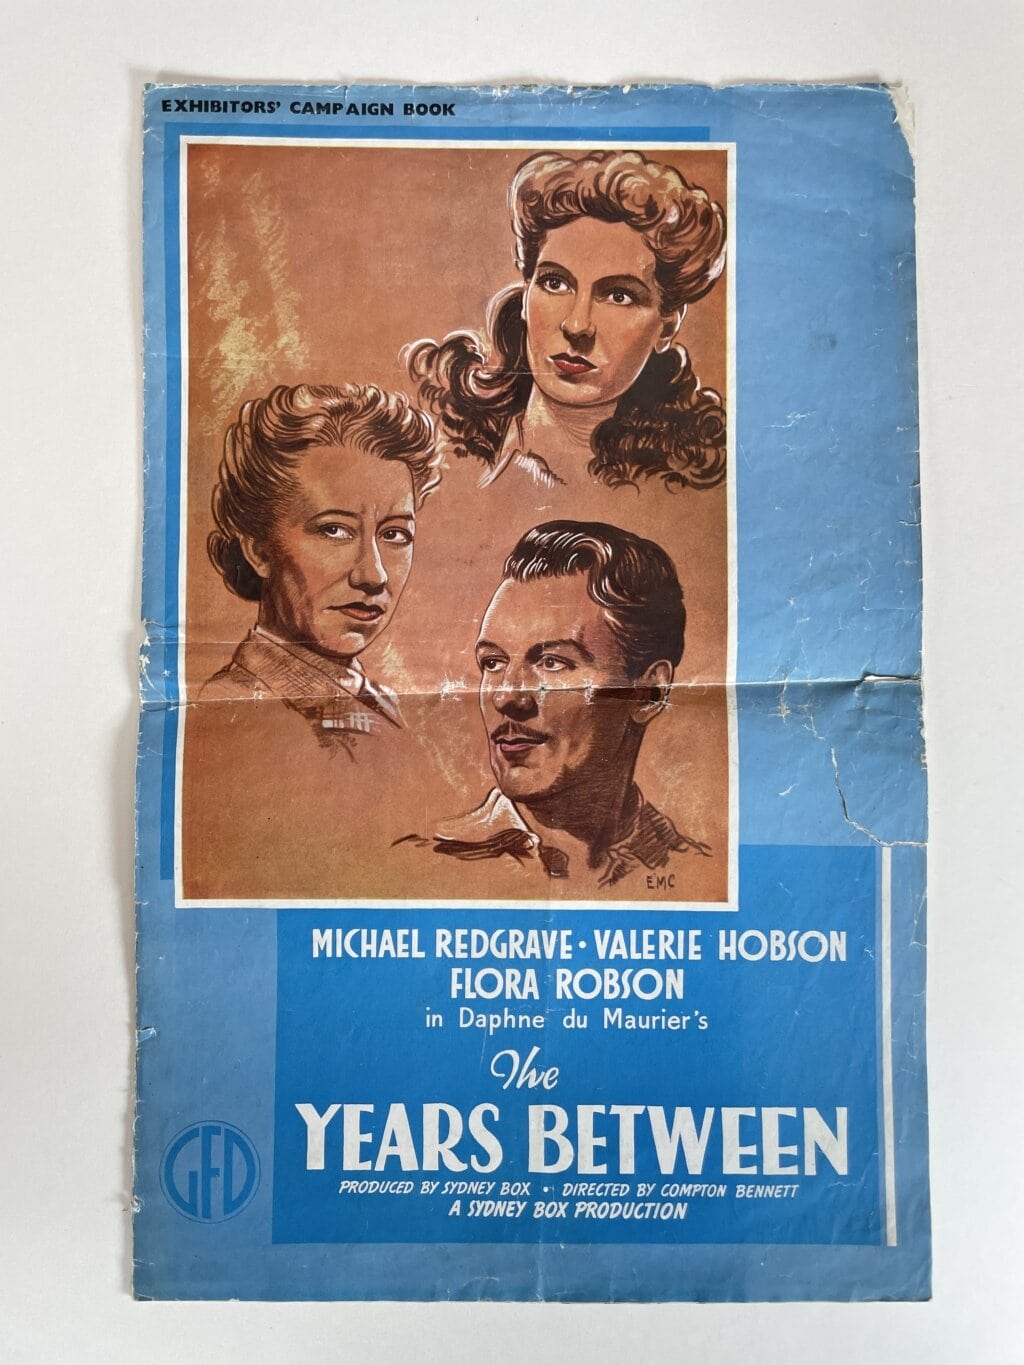 EXHIBITORS' CAMPAIGN BOOK
EMC
MICHAEL REDGRAVE • VALERIE HOBSON
FLORA ROBSON
in Daphne du Maurier's
The
YEARS BETWEEN
PRODUCED BY SYDNEY BOX • DIRECTED BY COMPTON BENNETT
A SYDNEY BOX PRODUCTION
GFD